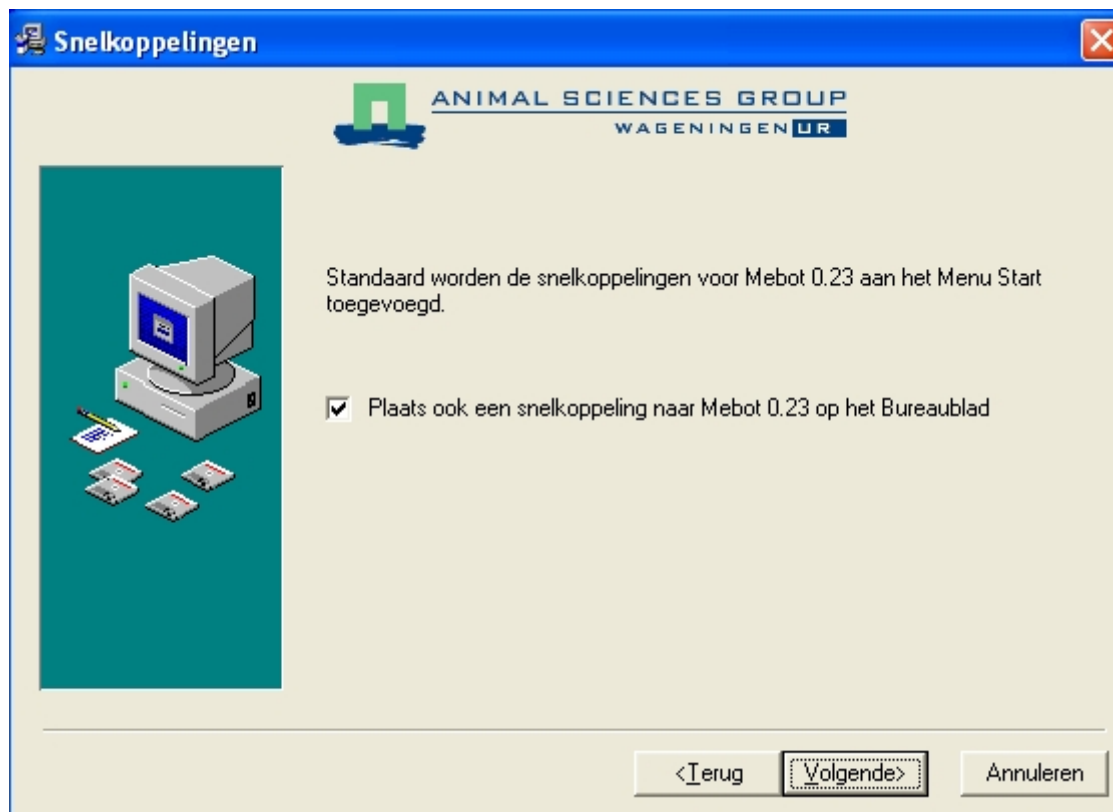 Snelkoppelingen
ANIMAL SCIENCES GROUP
WAGENINGEN UR
Standaard worden de snelkoppelingen voor Mebot 0.23 aan het Menu Start
toegevoegd.
Plaats ook een snelkoppeling naar Mebot 0.23 op het Bureaublad
<Terug Volgende> Annuleren